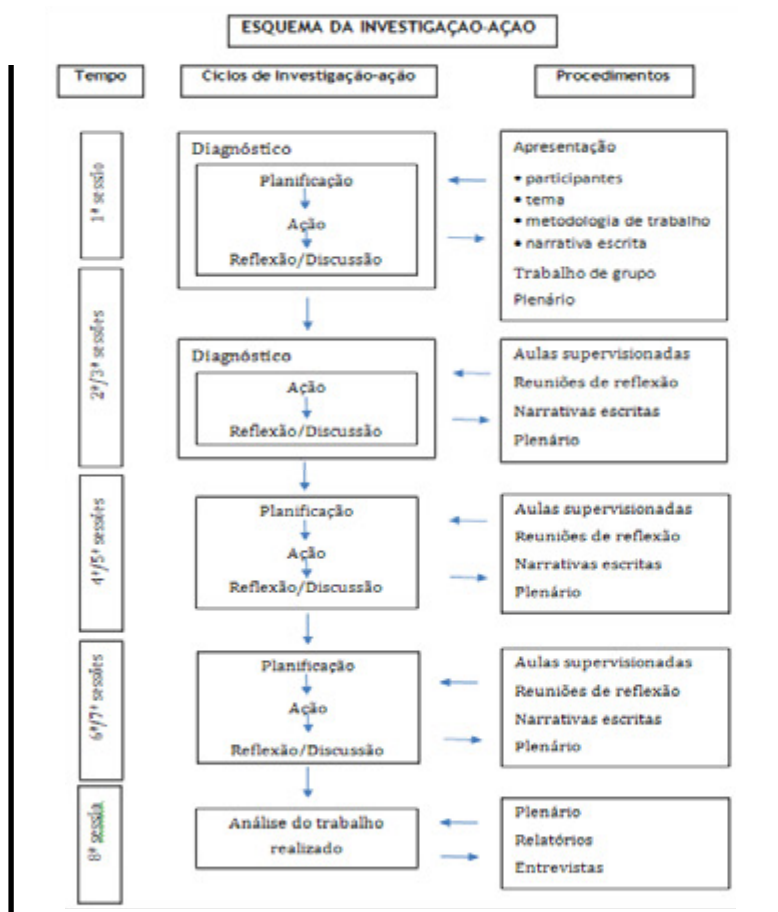 ESQUEMA DA INVESTIGAÇAO-AÇAO
Tempo
Ciclos de Investigação-ação
Procedimentos
1ª sessão
Diagnóstico
Planificação
Ação
Reflexão/Discussão
Apresentação
• participantes
• tema
• metodologia de trabalho
• narrativa escrita
Trabalho de grupo
Plenário
2ª/3ª sessões
Diagnóstico
Ação
Reflexão/Discussão
Aulas supervisionadas
Reuniões de reflexão
Narrativas escritas
Plenário
4ª/5ª sessões
Planificação
Ação
Reflexão/Discussão
Aulas supervisionadas
Reuniões de reflexão
Narrativas escritas
Plenário
6ª/7ª sessões
Planificação
Ação
Reflexão/Discussão
Aulas supervisionadas
Reuniões de reflexão
Narrativas escritas
Plenário
8ª sessão
Análise do trabalho
realizado
Plenário
Relatórios
Entrevistas